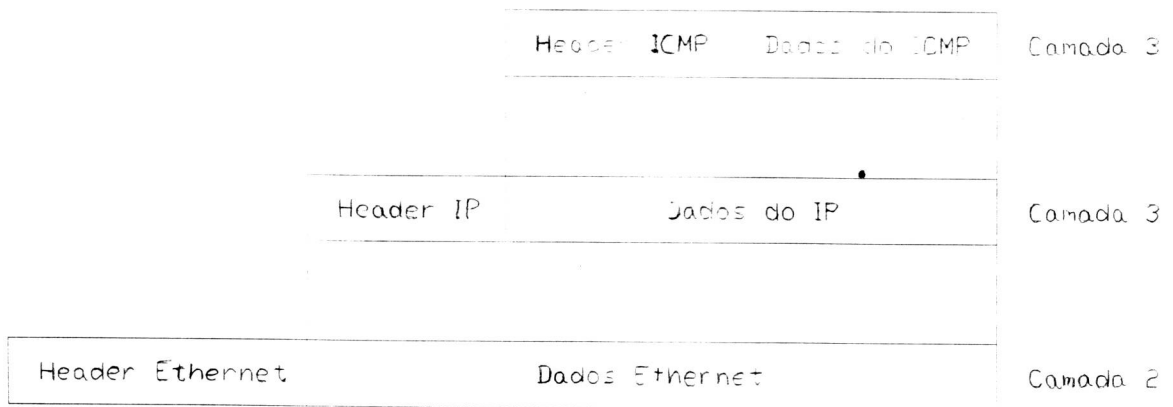 Header ICMP Dados do ICMP Camada 3
Header IP Dados do IP Camada 3
Header Ethernet Dados Ethernet Camada 2